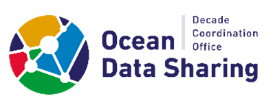 Ocean
Data Sharing
Decade
Coordination
Office